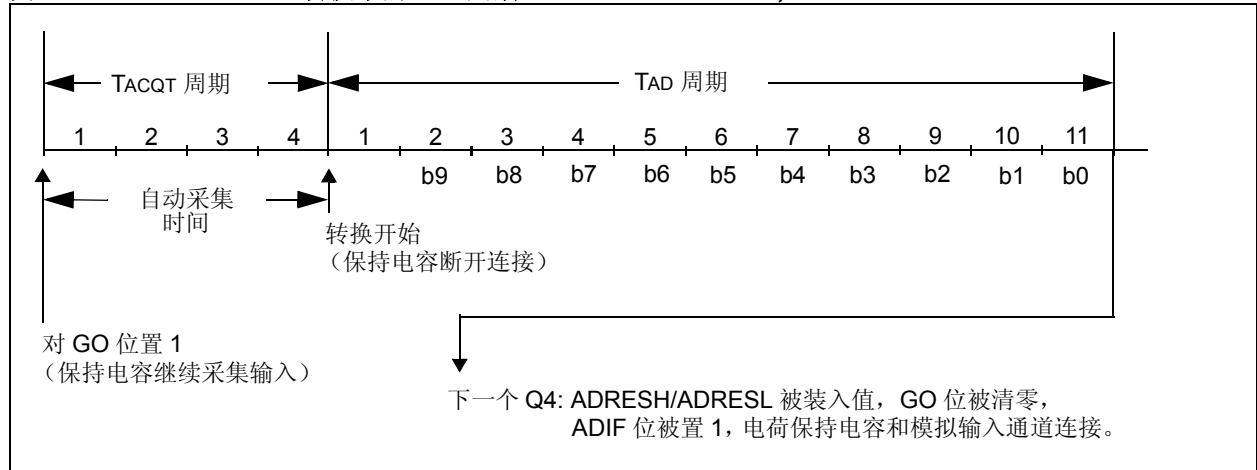 TACQT 周期 TAD 周期
1 2 3 4 1 2 3 4 5 6 7 8 9 10 11
b9 b8 b7 b6 b5 b4 b3 b2 b1 b0
自动采集
时间
转换开始
（保持电容断开连接）
对 GO 位置 1
（保持电容继续采集输入）
下一个 Q4: ADRESH/ADRESL 被装入值，GO 位被清零，
ADIF 位被置 1，电荷保持电容和模拟输入通道连接。